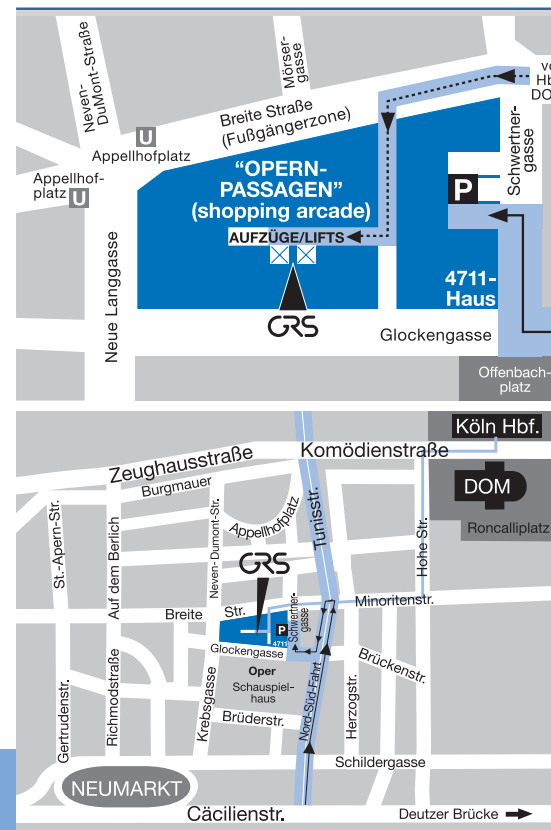 Neven-
DuMont-Straße
Mörser-
gasse
vo
Hb
DO
Breite Straße
(Fußgängerzone)
U
Appellhofplatz
Appellhof-
platz U
Schwertner-
gasse
P
"OPERN-
PASSAGEN"
(shopping arcade)
AUFZÜGE/LIFTS
4711-
Haus
Neue Langgasse
GRS
Glockengasse
Offenbach-
platz
Köln Hbf.
Komödienstraße
Zeughausstraße
Burgmauer
DOM
Roncalliplatz
St.-Apern-Str.
Auf dem Berlich
Neven-Dumont-Str.
Appellhofplatz
Tunisstr.
Hohe Str.
GRS
Minoritenstr.
Breite Str.
Schwertner-
gasse
P
4711
Glockengasse
Oper
Schauspiel-
haus
Brückenstr.
Gertrudenstr.
Richmodstraße
Krebsgasse
Brüderstr.
Nord-Süd-Fahrt
Herzogstr.
Schildergasse
NEUMARKT
Cäcilienstr.
Deutzer Brücke